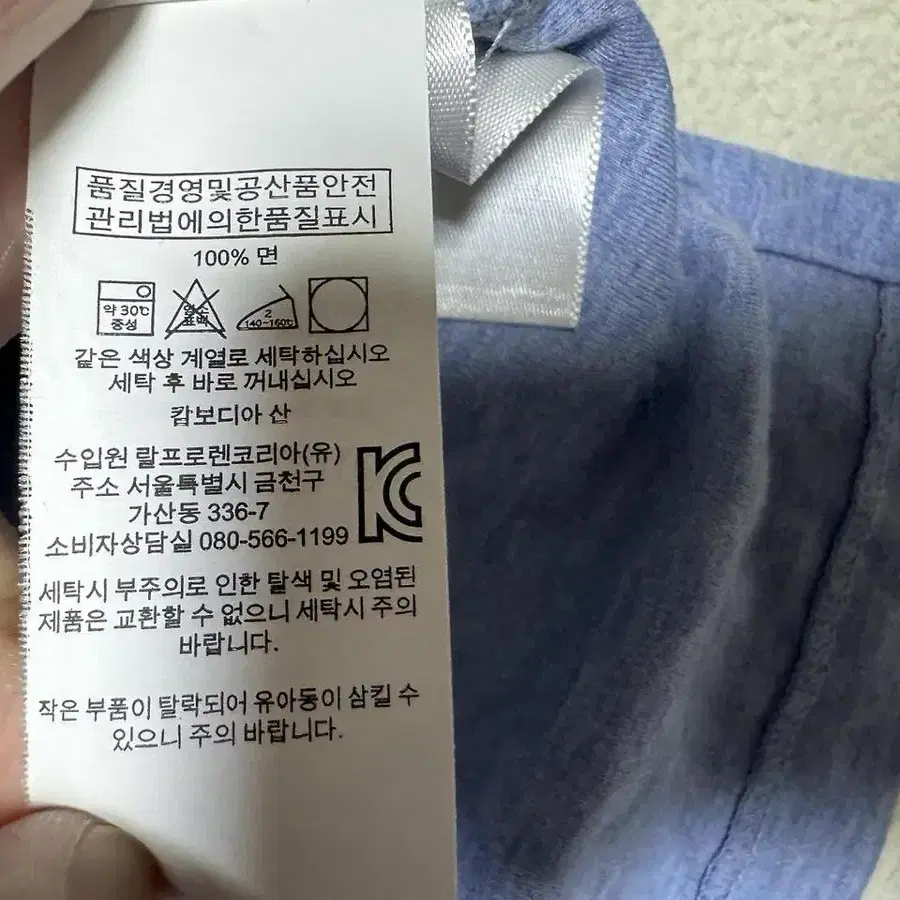 품질경영및공산품안전
관리법에의한품질표시
100% 면
약 30℃
중성
염소
표백
2
140~160℃
같은 색상 계열로 세탁하십시오
세탁 후 바로 꺼내십시오
캄보디아 산
수입원 랄프로렌코리아(유)
주소 서울특별시 금천구
가산동 336-7
소비자상담실 080-566-1199
KC
세탁시 부주의로 인한 탈색 및 오염된
제품은 교환할 수 없으니 세탁시 주의
바랍니다.
작은 부품이 탈락되어 유아동이 삼킬 수
있으니 주의 바랍니다.